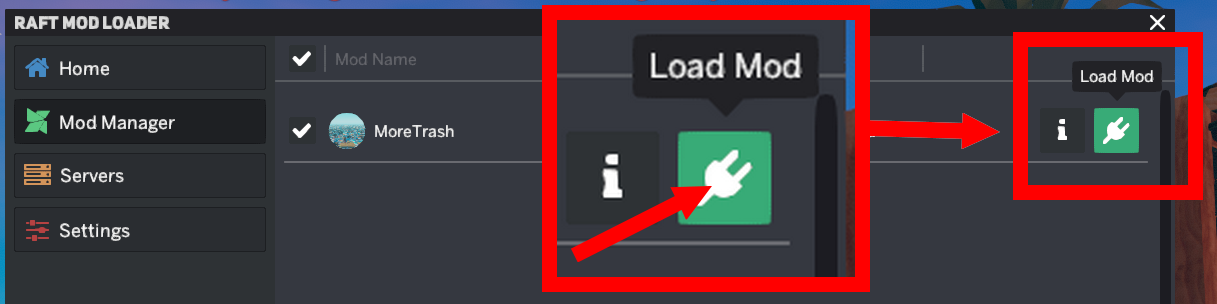 RAFT MOD LOADER
Home
Mod Manager
Servers
Settings
Mod Name
MoreTrash
Load Mod
Load Mod